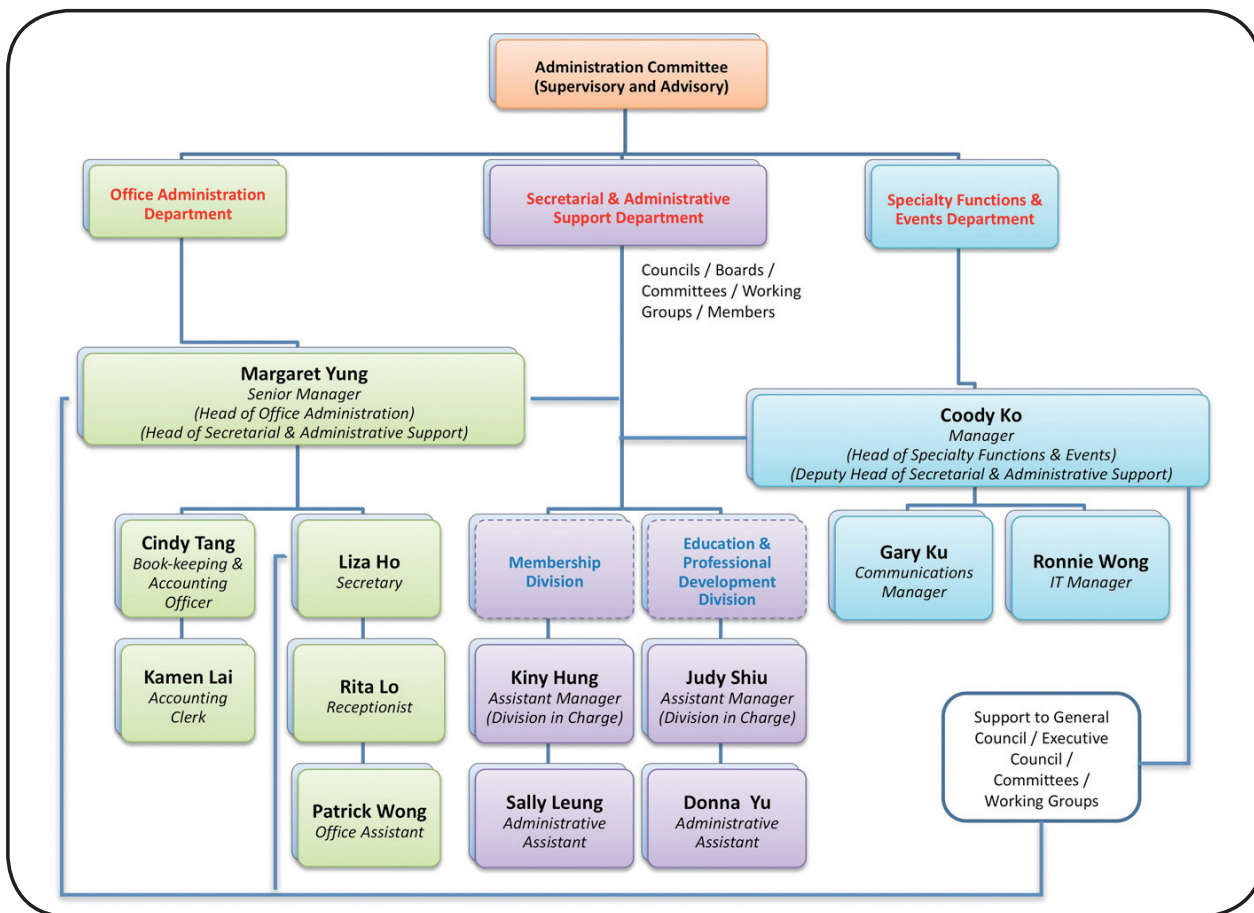 Administration Committee
(Supervisory and Advisory)
Office Administration
Department
Secretarial & Administrative
Support Department
Specialty Functions &
Events Department
Councils / Boards /
Committees / Working
Groups / Members
Margaret Yung
Senior Manager
(Head of Office Administration)
(Head of Secretarial & Administrative Support)
Coody Ko
Manager
(Head of Specialty Functions & Events)
(Deputy Head of Secretarial & Administrative Support)
Cindy Tang
Book-keeping &
Accounting
Officer
Liza Ho
Secretary
Membership
Division
Education &
Professional
Development
Division
Gary Ku
Communications
Manager
Ronnie Wong
IT Manager
Kamen Lai
Accounting
Clerk
Rita Lo
Receptionist
Kiny Hung
Assistant Manager
(Division in Charge)
Judy Shiu
Assistant Manager
(Division in Charge)
Support to General
Council / Executive
Council /
Committees /
Working Groups
Patrick Wong
Office Assistant
Sally Leung
Administrative
Assistant
Donna Yu
Administrative
Assistant